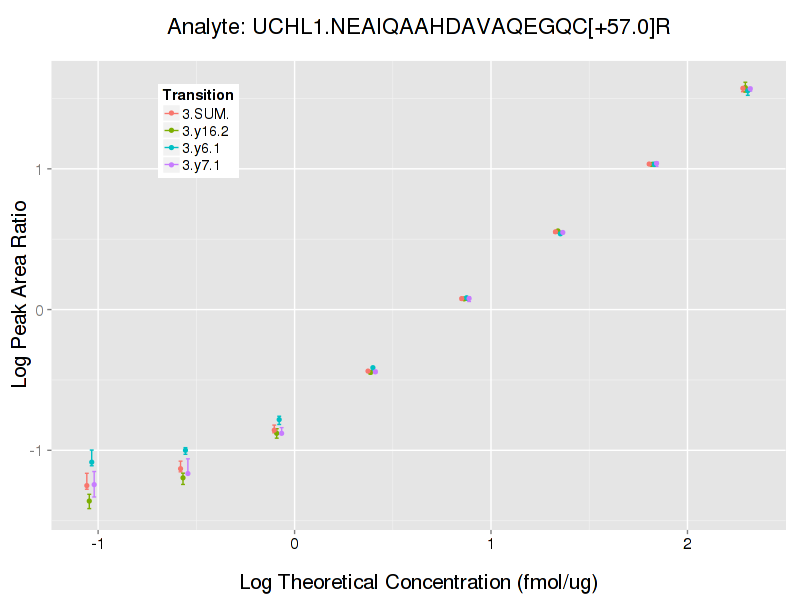 Analyte: UCHL1.NEAIQAAHDAVAQEGQC[+57.0]R
Transition
3.SUM.
3.y16.2
3.y6.1
3.y7.1
Log Peak Area Ratio
1
0
-1
-1 0 1 2
Log Theoretical Concentration (fmol/ug)